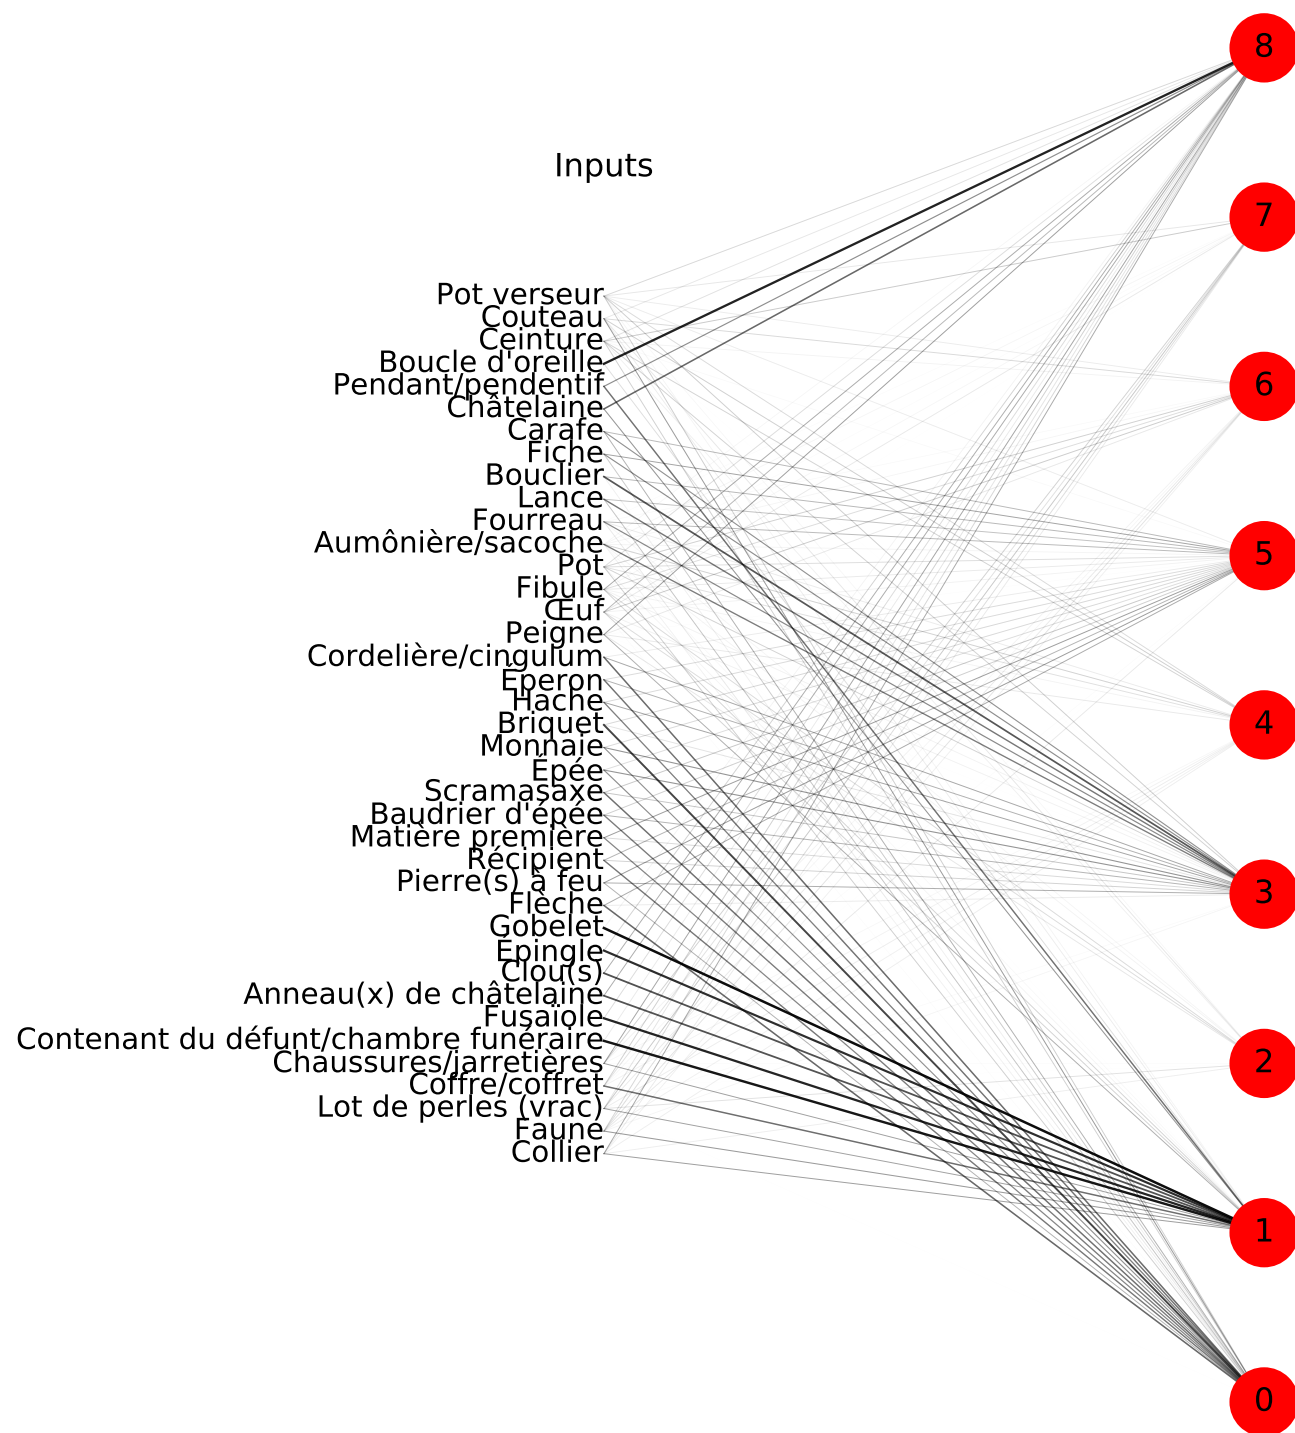 8
Inputs
7
Pot verseur
Couteau
Ceinture
Boucle d'oreille
Pendant/pendentif
6
Châtelaine
Carafe
Fiche
Bouclier
Lance
Fourreau
Aumônière/sacoche
5
Pot
Fibule
Œuf
Peigne
Cordelière/cingulum
Éperon
Hache
Briquet
4
Monnaie
Épée
Scramasaxe
Baudrier d'épée
Matière première
Récipient
Pierre(s) à feu
3
Flèche
Gobelet
Épingle
Clou(s)
Anneau(x) de châtelaine
Fusaïole
Contenant du défunt/chambre funéraire
Chaussures/jarretières
2
Coffre/coffret
Lot de perles (vrac)
Faune
Collier
1
0